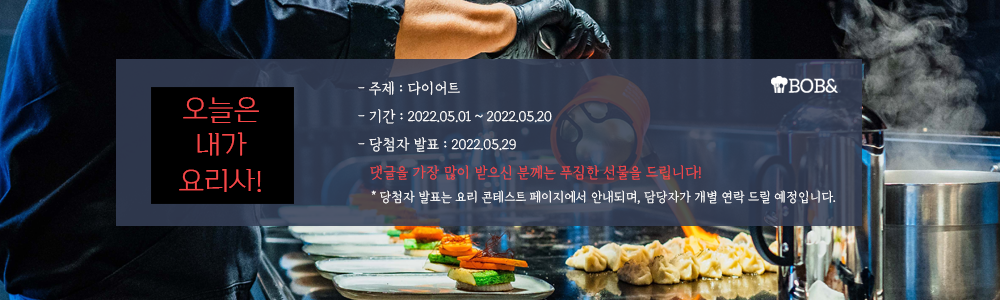 오늘은
내가
요리사!
- 주제 : 다이어트
- 기간 : 2022.05.01 ~ 2022.05.20
- 당첨자 발표 : 2022.05.29
댓글을 가장 많이 받으신 분께는 푸짐한 선물을 드립니다!
* 당첨자 발표는 요리 콘테스트 페이지에서 안내되며, 담당자가 개별 연락 드릴 예정입니다.
BOB&